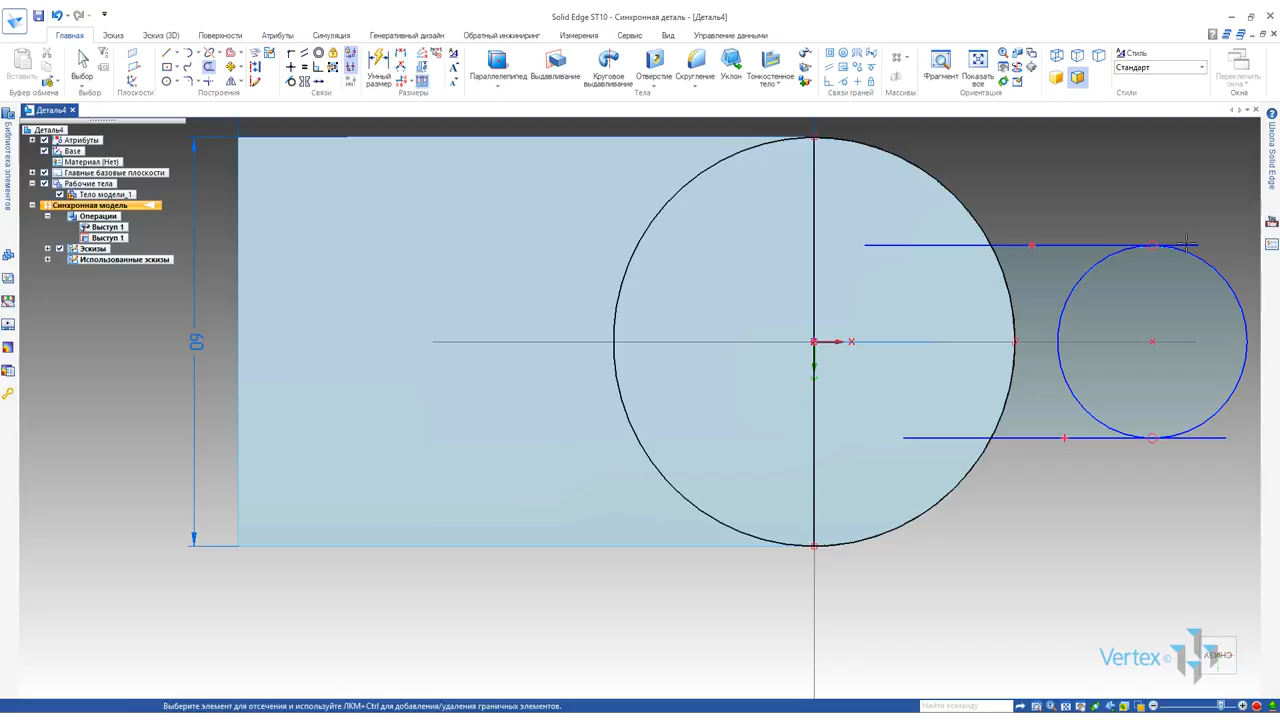 Solid Edge ST10 - Синхронная деталь - [Деталь4]
Главная Эскиз Эскиз (3D) Поверхности Атрибуты Симуляция Генеративный дизайн Обратный инжиниринг Измерения Сервис Вид Управление данными
Вставить
Выбор
Умный размер
Параллелепипед
Выдавливание
Круговое выдавливание
Отверстие
Скругление
Уклон
Тонкостенное тело
Фрагмент
Показать все
Стиль
Стандарт
Переключить окна
Буфер обмена Выбор Плоскости Построения Связи Размеры Тела Связи граней Массивы Ориентация Стили Окна
Деталь4
Библиотека элементов
Школа Solid Edge
Деталь4
Атрибуты
Base
Материал (Нет)
Главные базовые плоскости
Рабочие тела
Тело модели_1
Синхронная модель
Операции
Выступ 1
Выступ 1
Эскизы
Использованные эскизы
60
Vertex ©
СНИЗУ
Выберите элемент для отсечения и используйте ЛКМ+Ctrl для добавления/удаления граничных элементов.
Найти команду